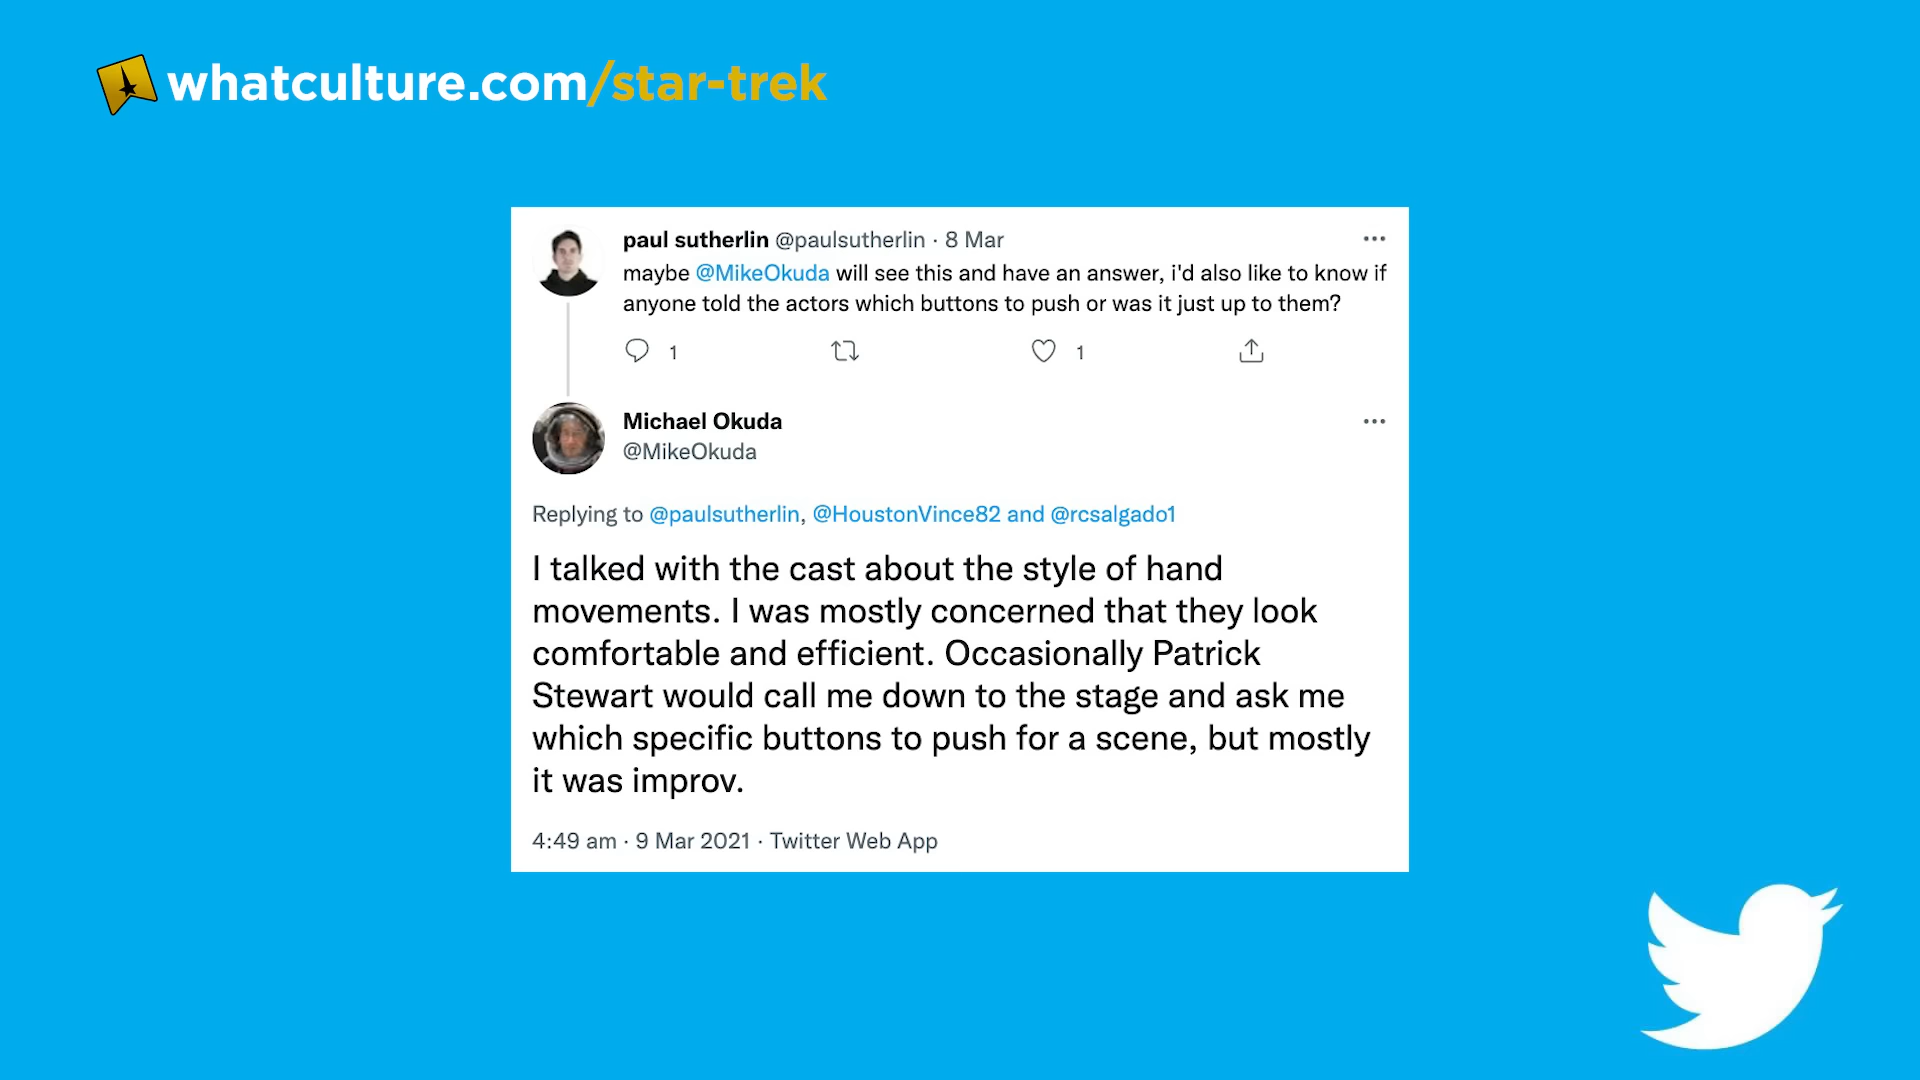 whatculture.com/star-trek
paul sutherlin @paulsutherlin · 8 Mar
maybe @MikeOkuda will see this and have an answer, i'd also like to know if
anyone told the actors which buttons to push or was it just up to them?
1 1
Michael Okuda
@MikeOkuda
Replying to @paulsutherlin, @HoustonVince82 and @rcsalgado1
I talked with the cast about the style of hand
movements. I was mostly concerned that they look
comfortable and efficient. Occasionally Patrick
Stewart would call me down to the stage and ask me
which specific buttons to push for a scene, but mostly
it was improv.
4:49 am · 9 Mar 2021 · Twitter Web App